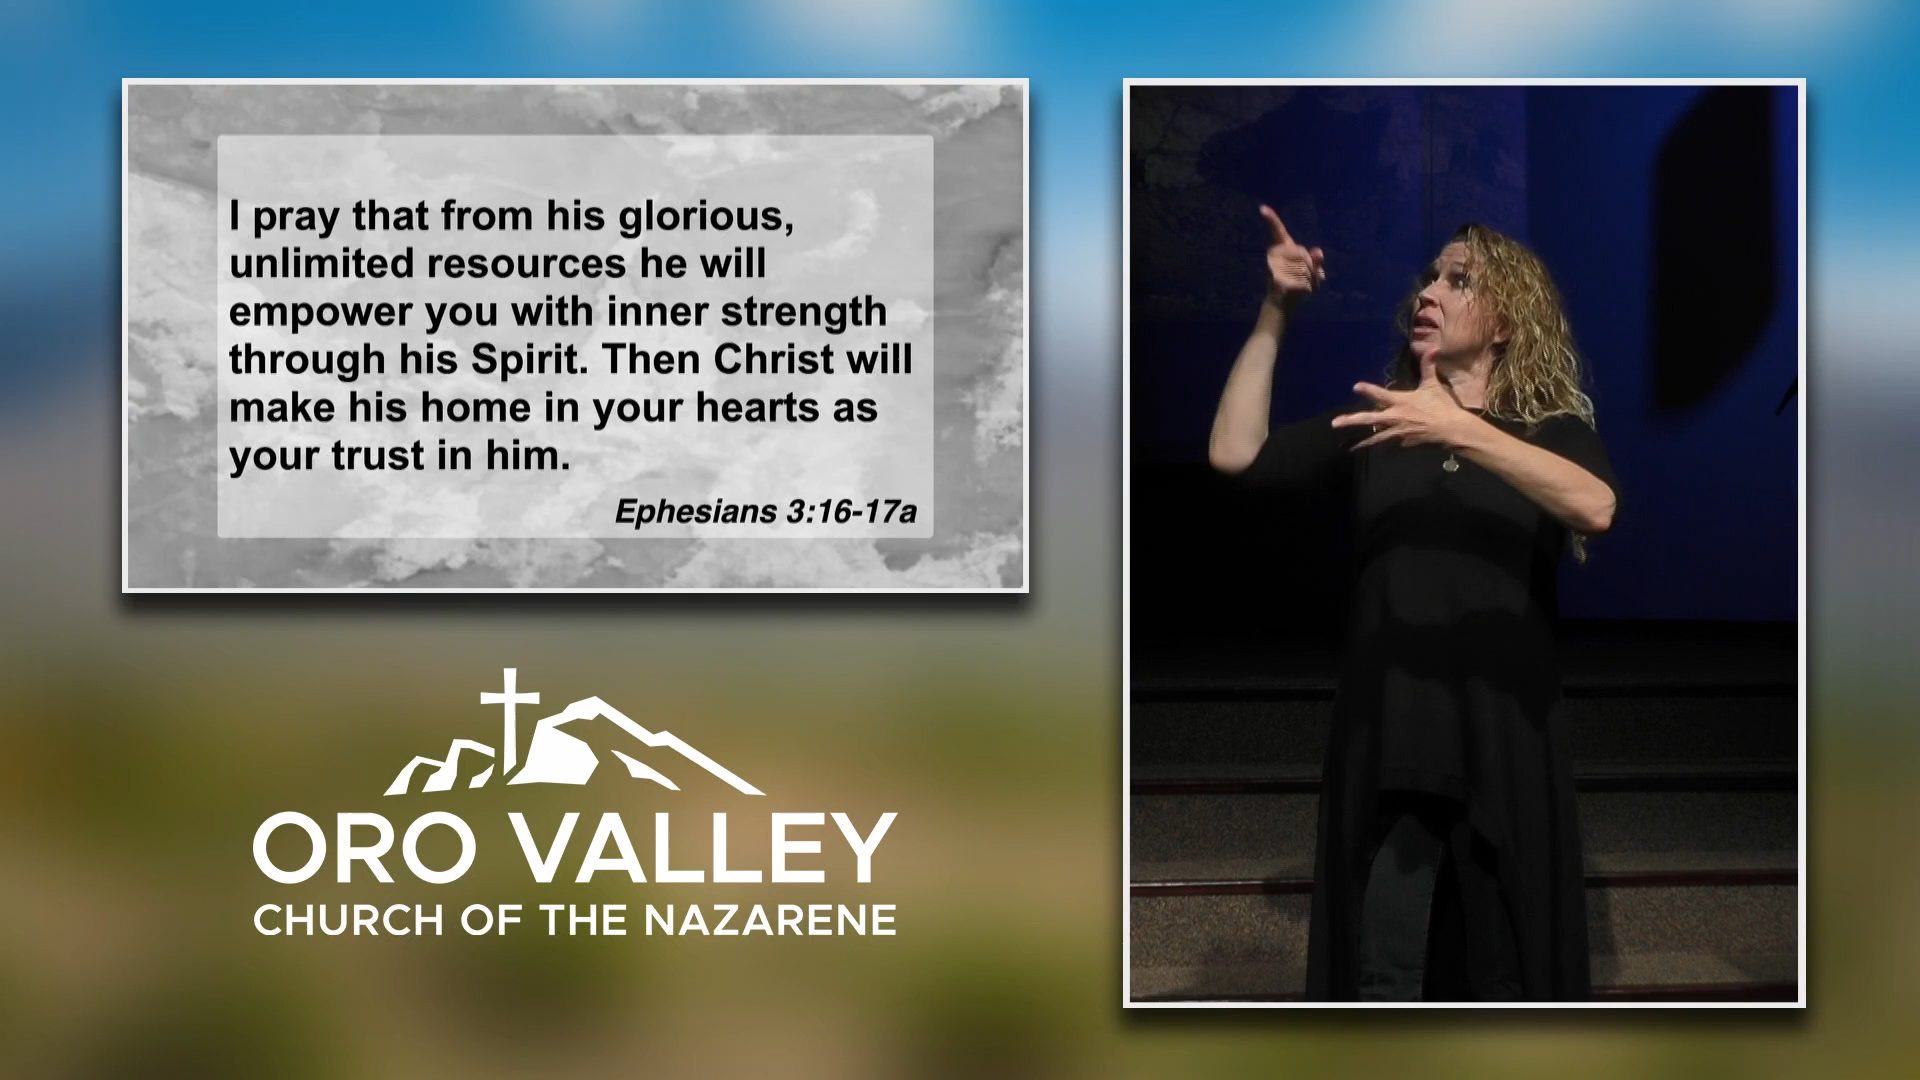 I pray that from his glorious,
unlimited resources he will
empower you with inner strength
through his Spirit. Then Christ will
make his home in your hearts as
your trust in him.
Ephesians 3:16-17a
ORO VALLEY
CHURCH OF THE NAZARENE